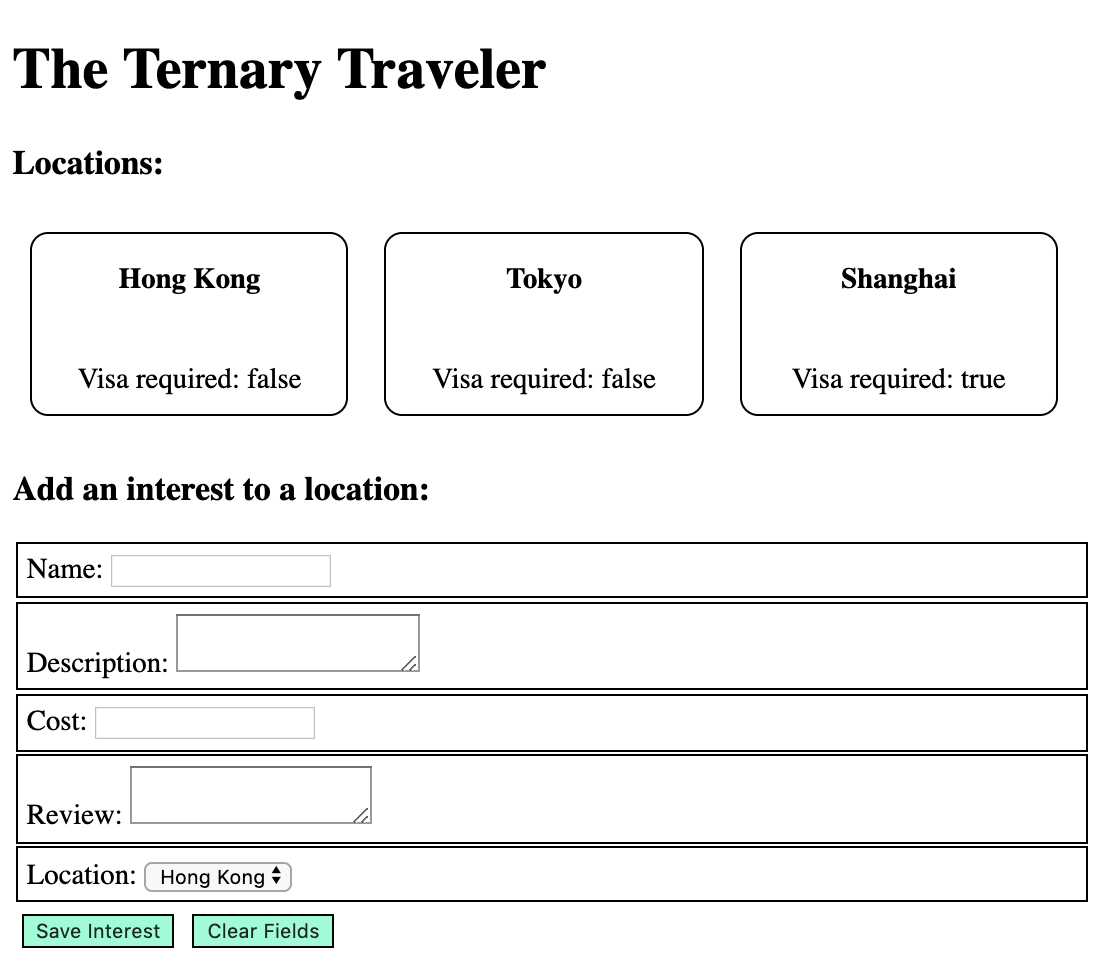 The Ternary Traveler
Locations:
Hong Kong
Visa required: false
Tokyo
Visa required: false
Shanghai
Visa required: true
Add an interest to a location:
Name:
Description:
Cost:
Review:
Location: Hong Kong
Save Interest Clear Fields